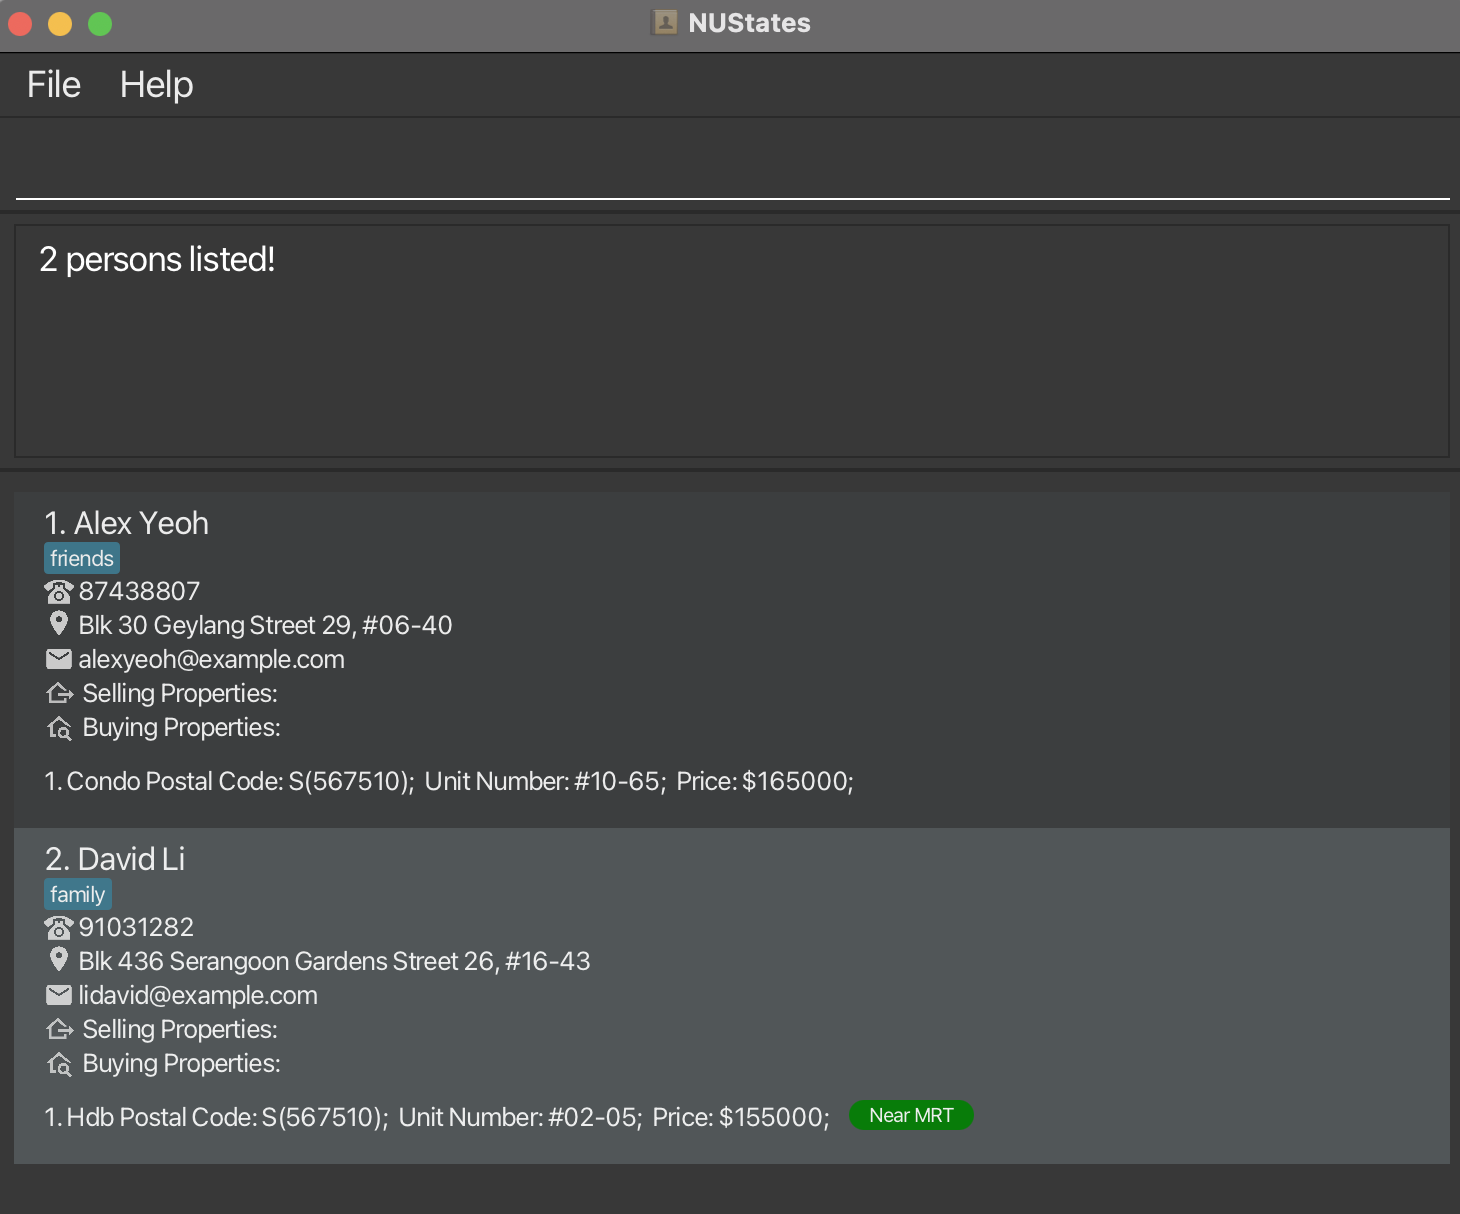 NUStates
File Help
2 persons listed!
1. Alex Yeoh
friends
87438807
Blk 30 Geylang Street 29, #06-40
alexyeoh@example.com
Selling Properties:
Buying Properties:
1. Condo Postal Code: S(567510); Unit Number: #10-65; Price: $165000;
2. David Li
family
91031282
Blk 436 Serangoon Gardens Street 26, #16-43
lidavid@example.com
Selling Properties:
Buying Properties:
1. Hdb Postal Code: S(567510); Unit Number: #02-05; Price: $155000; Near MRT